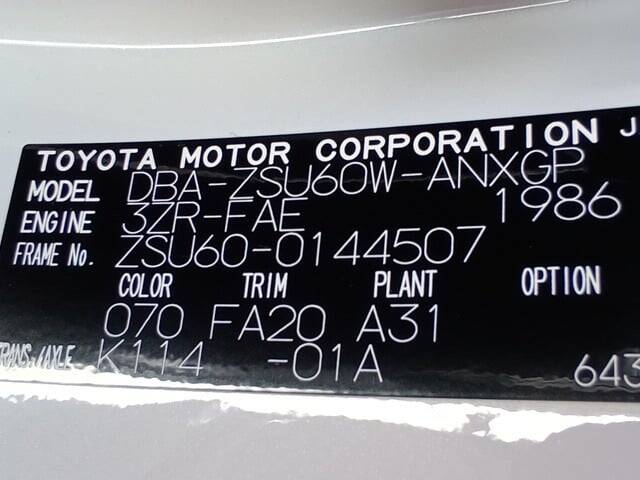 TOYOTA MOTOR CORPORATION J
MODEL DBA-ZSU60W-ANXGP
ENGINE 3ZR-FAE 1986
FRAME No. ZSU60-0144507
COLOR TRIM PLANT OPTION
070 FA20 A31
TRANS./AXLE K114 -01A 643